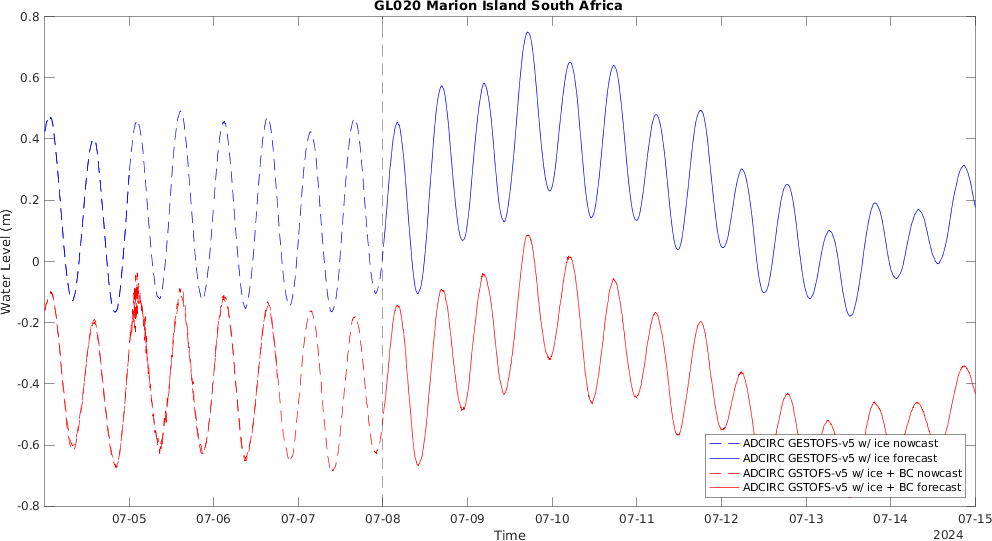 GL020 Marion Island South Africa
0.8
0.6
0.4
0.2
0
-0.2
-0.4
-0.6
-0.8
Water Level (m)
ADCIRC GESTOFS-v5 w/ ice nowcast
ADCIRC GESTOFS-v5 w/ ice forecast
ADCIRC GSTOFS-v5 w/ ice + BC nowcast
ADCIRC GSTOFS-v5 w/ ice + BC forecast
07-05 07-06 07-07 07-08 07-09 07-10 07-11 07-12 07-13 07-14 07-15
Time
2024